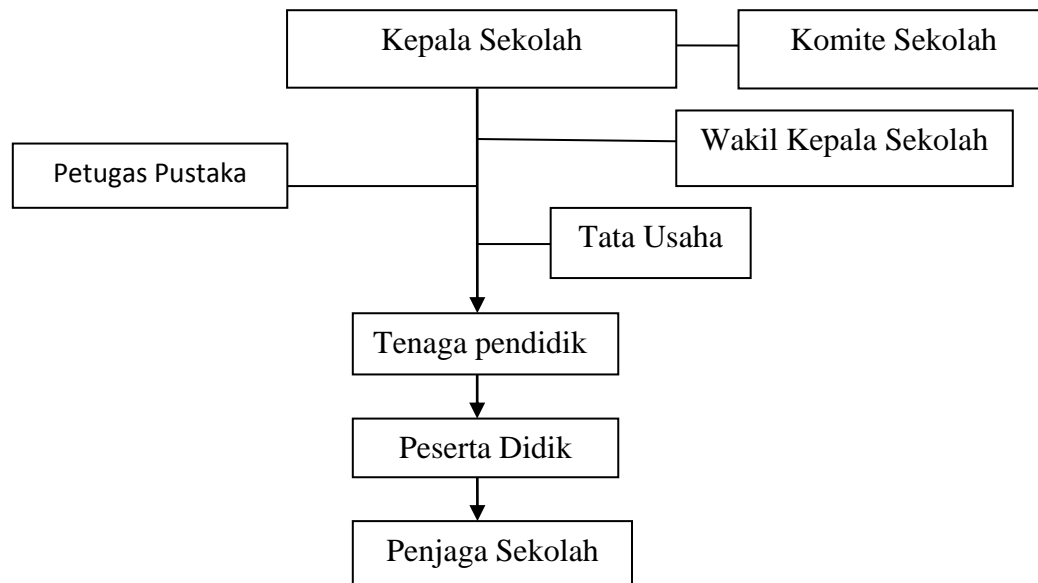 Kepala Sekolah
Komite Sekolah
Wakil Kepala Sekolah
Petugas Pustaka
Tata Usaha
Tenaga pendidik
Peserta Didik
Penjaga Sekolah